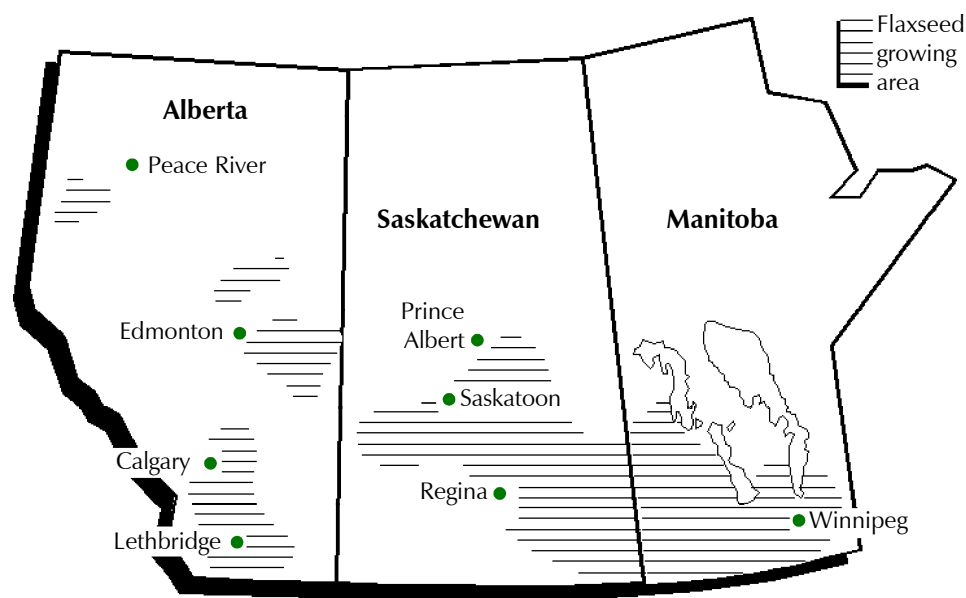 Flaxseed
growing
area
Alberta
Peace River
Saskatchewan
Manitoba
Prince
Albert
Edmonton
Saskatoon
Calgary
Regina
Winnipeg
Lethbridge